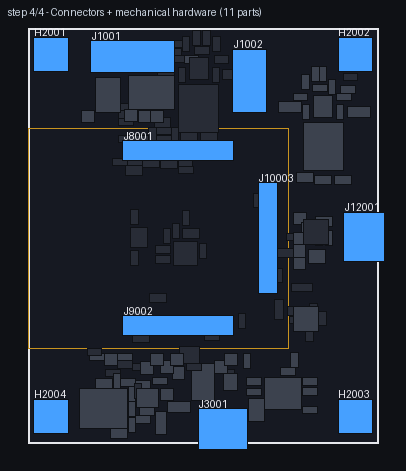 step 4/4 - Connectors + mechanical hardware (11 parts)
H2001
J1001
J1002
H2002
J8001
J10003
J12001
J9002
H2004
J3001
H2003